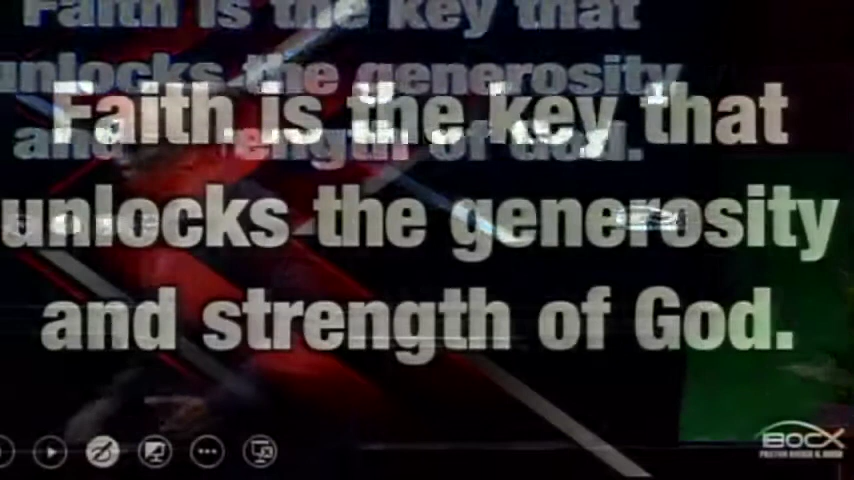 Faith is the key that
unlocks the generosity
and strength of God.
Faith is the key that
unlocks the generosity
and strength of God.
BOCX